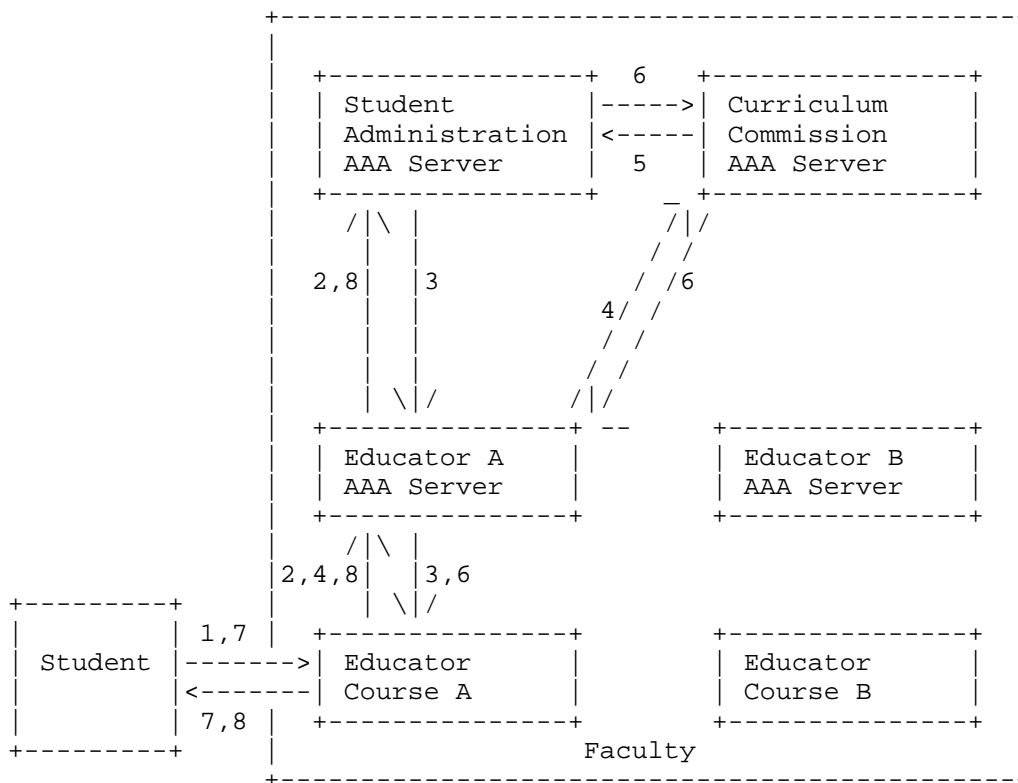 6
Student Curriculum
Administration Commission
AAA Server 5 AAA Server
2,8 3 6
4
Educator A Educator B
AAA Server AAA Server
2,4,8 3,6
1,7
Student Educator Educator
Course A Course B
7,8
Faculty